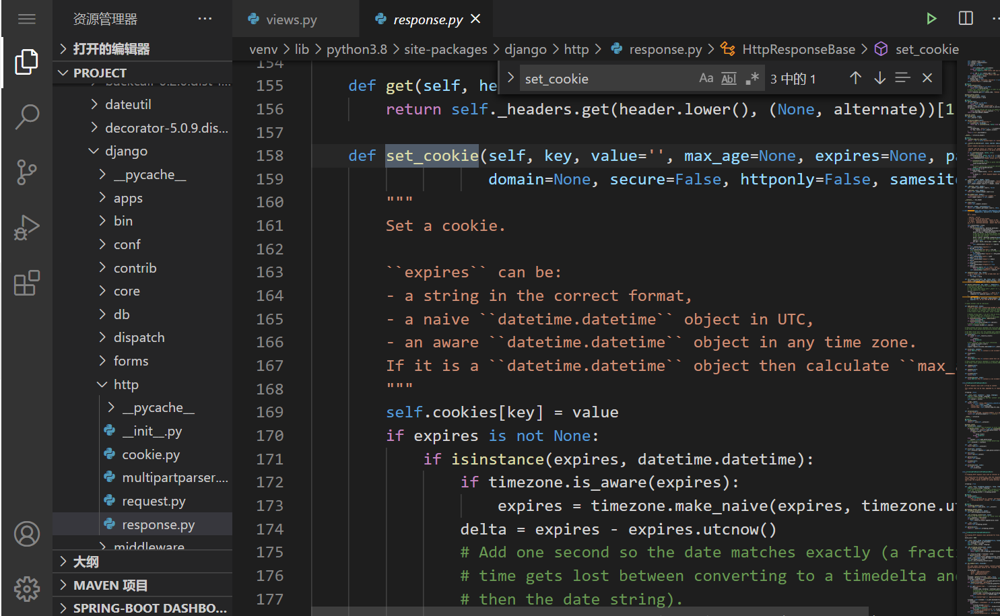 资源管理器 ···
views.py
response.py
打开的编辑器
PROJECT
dateutil
decorator-5.0.9.dis...
django
__pycache__
apps
bin
conf
contrib
core
db
dispatch
forms
http
__pycache__
__init__.py
cookie.py
multipartparser....
request.py
response.py
middleware
大纲
MAVEN 项目
SPRING-BOOT DASHBO...
venv > lib > python3.8 > site-packages > django > http > response.py > HttpResponseBase > set_cookie
set_cookie Aa Abl .* 3 中的 1
154
155 def get(self, he
156 return self._headers.get(header.lower(), (None, alternate))[1
157
158 def set_cookie(self, key, value='', max_age=None, expires=None, pa
159 domain=None, secure=False, httponly=False, samesite
160 """
161 Set a cookie.
162
163 ``expires`` can be:
164 - a string in the correct format,
165 - a naive ``datetime.datetime`` object in UTC,
166 - an aware ``datetime.datetime`` object in any time zone.
167 If it is a ``datetime.datetime`` object then calculate ``max_a
168 """
169 self.cookies[key] = value
170 if expires is not None:
171 if isinstance(expires, datetime.datetime):
172 if timezone.is_aware(expires):
173 expires = timezone.make_naive(expires, timezone.ut
174 delta = expires - expires.utcnow()
175 # Add one second so the date matches exactly (a fracti
176 # time gets lost between converting to a timedelta and
177 # then the date string).